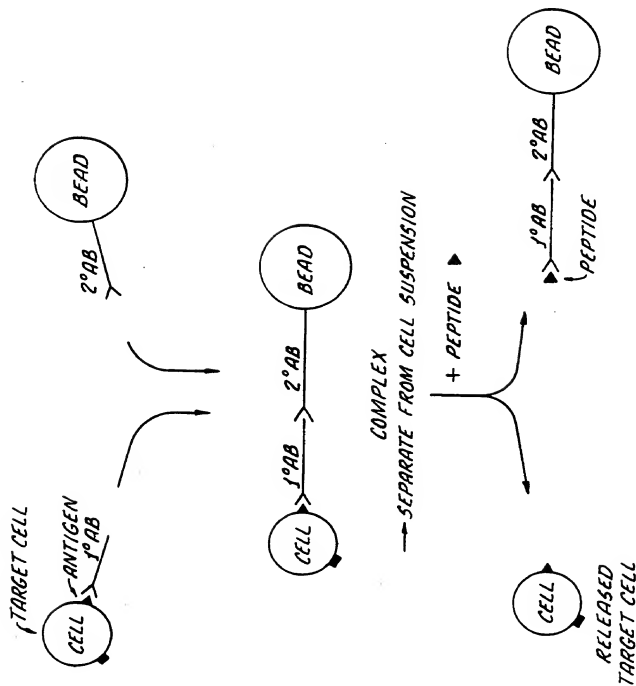 TARGET CELL
CELL
ANTIGEN
1°AB
2°AB
BEAD
CELL
1°AB
2°AB
BEAD
COMPLEX
SEPARATE FROM CELL SUSPENSION
+ PEPTIDE
CELL
RELEASED
TARGET CELL
1°AB
2°AB
BEAD
PEPTIDE